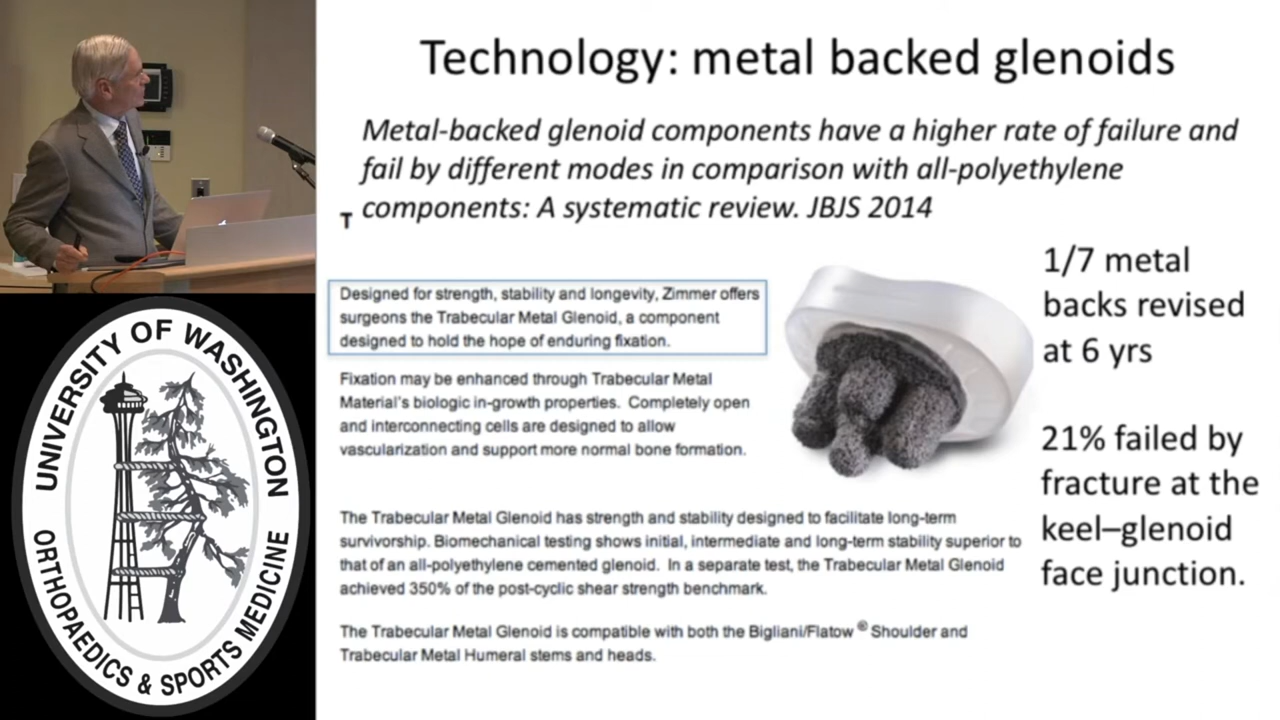 Technology: metal backed glenoids
Metal-backed glenoid components have a higher rate of failure and
fail by different modes in comparison with all-polyethylene
components: A systematic review. JBJS 2014
T
Designed for strength, stability and longevity, Zimmer offers
surgeons the Trabecular Metal Glenoid, a component
designed to hold the hope of enduring fixation.
Fixation may be enhanced through Trabecular Metal
Material's biologic in-growth properties. Completely open
and interconnecting cells are designed to allow
vascularization and support more normal bone formation.
1/7 metal
backs revised
at 6 yrs
21% failed by
fracture at the
keel–glenoid
face junction.
The Trabecular Metal Glenoid has strength and stability designed to facilitate long-term
survivorship. Biomechanical testing shows initial, intermediate and long-term stability superior to
that of an all-polyethylene cemented glenoid. In a separate test, the Trabecular Metal Glenoid
achieved 350% of the post-cyclic shear strength benchmark.
The Trabecular Metal Glenoid is compatible with both the Bigliani/Flatow ® Shoulder and
Trabecular Metal Humeral stems and heads.
UNIVERSITY OF WASHINGTON
ORTHOPAEDICS & SPORTS MEDICINE